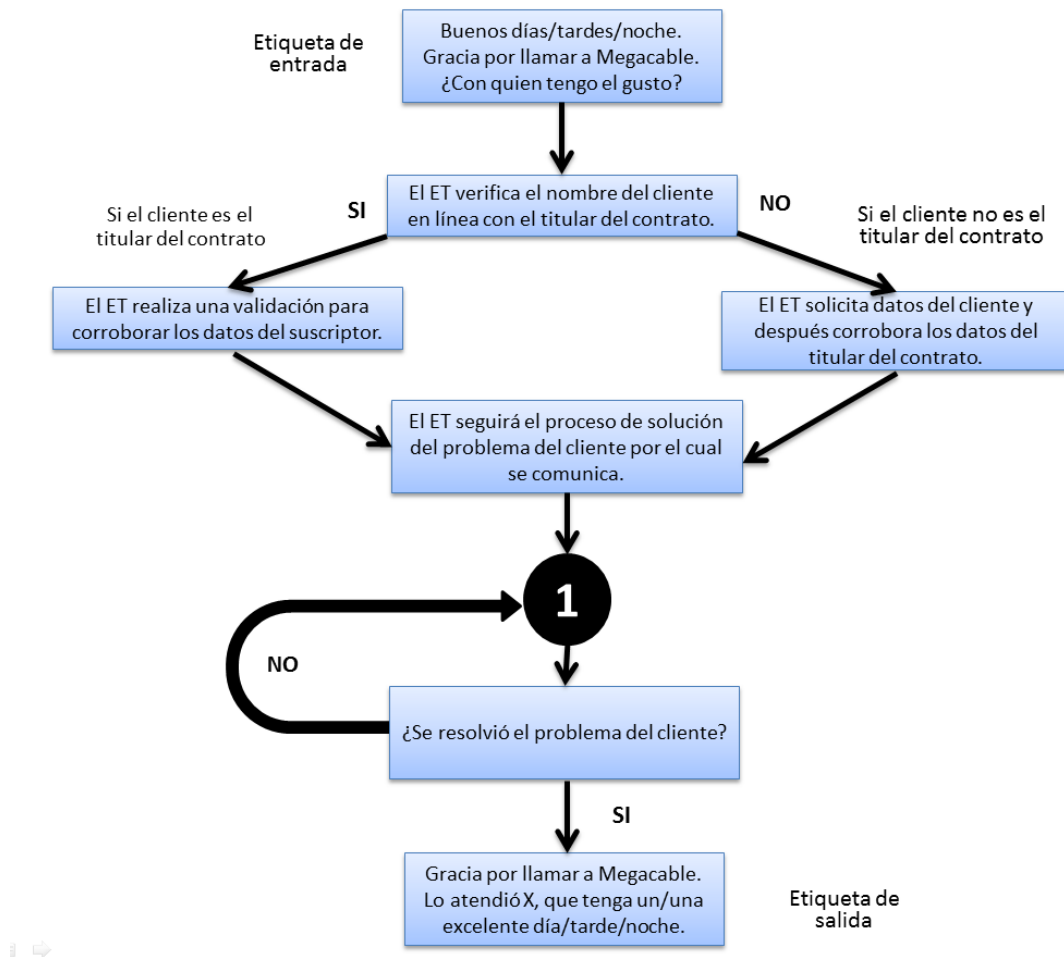 Etiqueta de
entrada
Buenos días/tardes/noche.
Gracia por llamar a Megacable.
¿Con quien tengo el gusto?
El ET verifica el nombre del cliente
en línea con el titular del contrato.
SI
Si el cliente es el
titular del contrato
NO
Si el cliente no es el
titular del contrato
El ET realiza una validación para
corroborar los datos del suscriptor.
El ET solicita datos del cliente y
después corrobora los datos del
titular del contrato.
El ET seguirá el proceso de solución
del problema del cliente por el cual
se comunica.
1
NO
¿Se resolvió el problema del cliente?
SI
Gracia por llamar a Megacable.
Lo atendió X, que tenga un/una
excelente día/tarde/noche.
Etiqueta de
salida